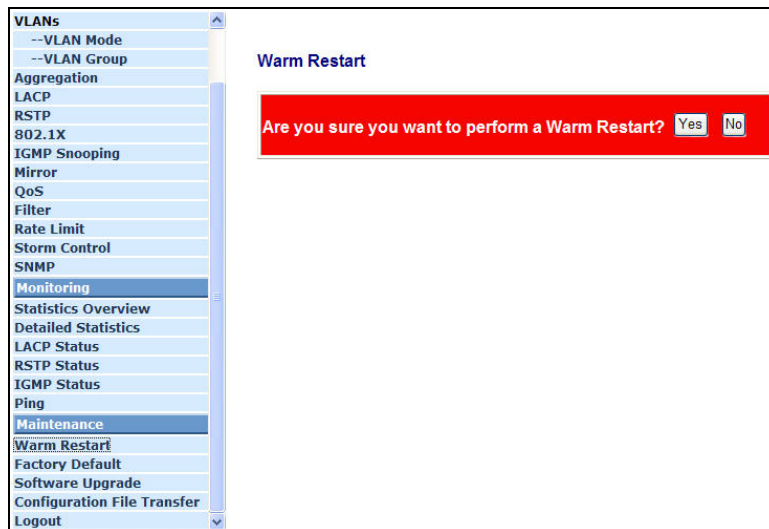 VLANs
--VLAN Mode
--VLAN Group
Aggregation
LACP
RSTP
802.1X
IGMP Snooping
Mirror
QoS
Filter
Rate Limit
Storm Control
SNMP
Monitoring
Statistics Overview
Detailed Statistics
LACP Status
RSTP Status
IGMP Status
Ping
Maintenance
Warm Restart
Factory Default
Software Upgrade
Configuration File Transfer
Logout
Warm Restart
Are you sure you want to perform a Warm Restart? Yes No